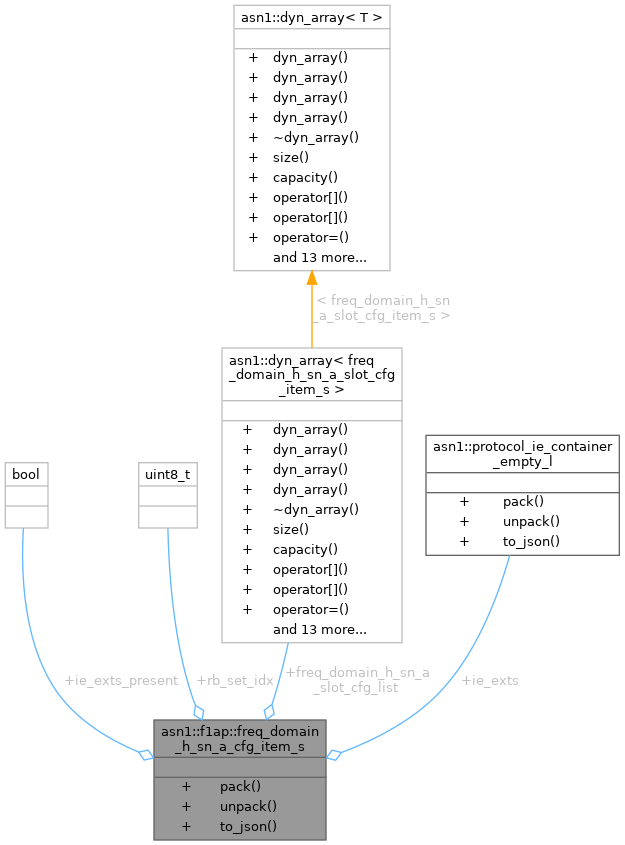 asn1::dyn_array< T >
+ dyn_array()
+ dyn_array()
+ dyn_array()
+ dyn_array()
+ ~dyn_array()
+ size()
+ capacity()
+ operator[]()
+ operator[]()
+ operator=()
and 13 more...
< freq_domain_h_sn
_a_slot_cfg_item_s >
asn1::dyn_array< freq
_domain_h_sn_a_slot_cfg
_item_s >
+ dyn_array()
+ dyn_array()
+ dyn_array()
+ dyn_array()
+ ~dyn_array()
+ size()
+ capacity()
+ operator[]()
+ operator[]()
+ operator=()
and 13 more...
bool
uint8_t
asn1::protocol_ie_container
_empty_l
+ pack()
+ unpack()
+ to_json()
+ie_exts_present
+rb_set_idx
+freq_domain_h_sn_a
_slot_cfg_list
+ie_exts
asn1::f1ap::freq_domain
_h_sn_a_cfg_item_s
+ pack()
+ unpack()
+ to_json()